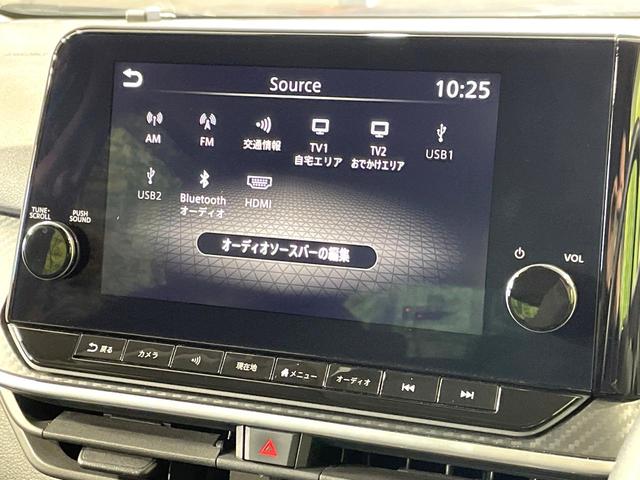 Source
10:25
AM
FM
交通情報
TV1
自宅エリア
TV2
おでかけエリア
USB1
USB2
Bluetooth
オーディオ
HDMI
オーディオソースバーの編集
TUNE・
SCROLL
PUSH
SOUND
VOL
戻る
カメラ
現在地
メニュー
オーディオ